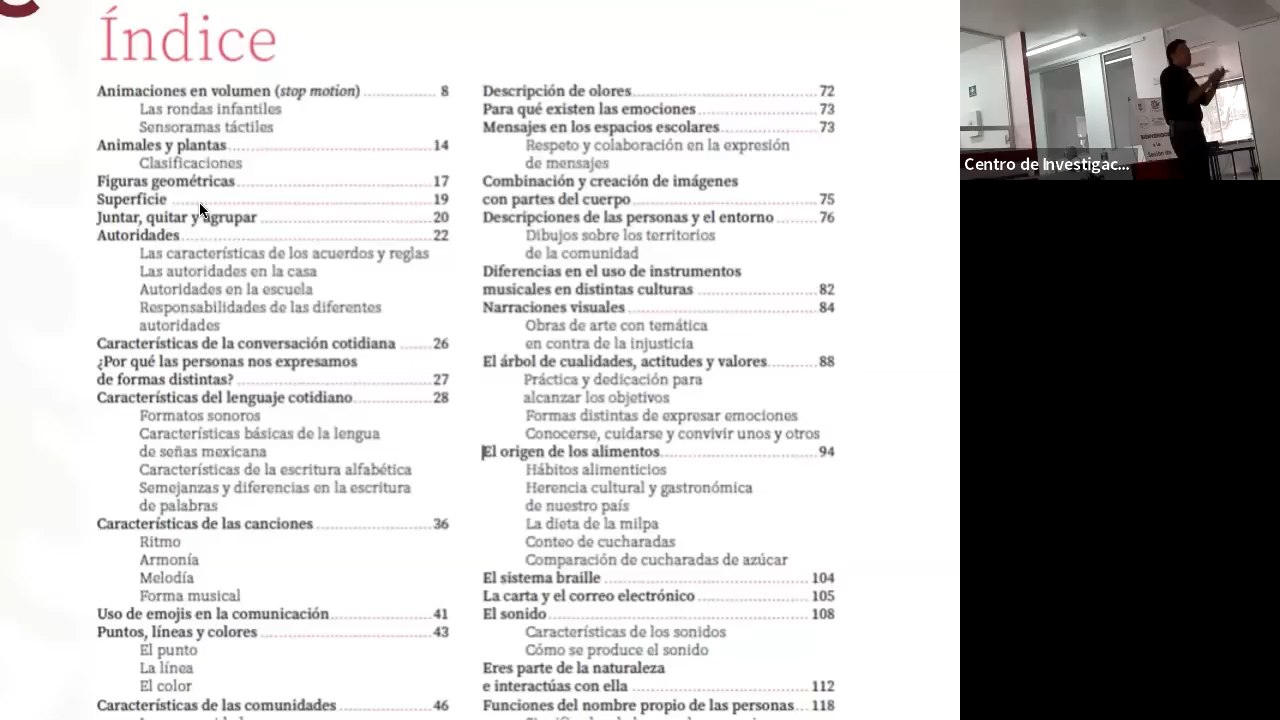 Índice
Animaciones en volumen (stop motion) 8
Las rondas infantiles
Sensoramas táctiles
Animales y plantas 14
Clasificaciones
Figuras geométricas 17
Superficie 19
Juntar, quitar y agrupar 20
Autoridades 22
Las características de los acuerdos y reglas
Las autoridades en la casa
Autoridades en la escuela
Responsabilidades de las diferentes
autoridades
Características de la conversación cotidiana 26
¿Por qué las personas nos expresamos
de formas distintas? 27
Características del lenguaje cotidiano 28
Formatos sonoros
Características básicas de la lengua
de señas mexicana
Características de la escritura alfabética
Semejanzas y diferencias en la escritura
de palabras
Características de las canciones 36
Ritmo
Armonía
Melodía
Forma musical
Uso de emojis en la comunicación 41
Puntos, líneas y colores 43
El punto
La línea
El color
Características de las comunidades 46
Descripción de olores 72
Para qué existen las emociones 73
Mensajes en los espacios escolares 73
Respeto y colaboración en la expresión
de mensajes
Combinación y creación de imágenes
con partes del cuerpo 75
Descripciones de las personas y el entorno 76
Dibujos sobre los territorios
de la comunidad
Diferencias en el uso de instrumentos
musicales en distintas culturas 82
Narraciones visuales 84
Obras de arte con temática
en contra de la injusticia
El árbol de cualidades, actitudes y valores 88
Práctica y dedicación para
alcanzar los objetivos
Formas distintas de expresar emociones
Conocerse, cuidarse y convivir unos y otros
El origen de los alimentos 94
Hábitos alimenticios
Herencia cultural y gastronómica
de nuestro país
La dieta de la milpa
Conteo de cucharadas
Comparación de cucharadas de azúcar
El sistema braille 104
La carta y el correo electrónico 105
El sonido 108
Características de los sonidos
Cómo se produce el sonido
Eres parte de la naturaleza
e interactúas con ella 112
Funciones del nombre propio de las personas 118
Centro de Investigac...